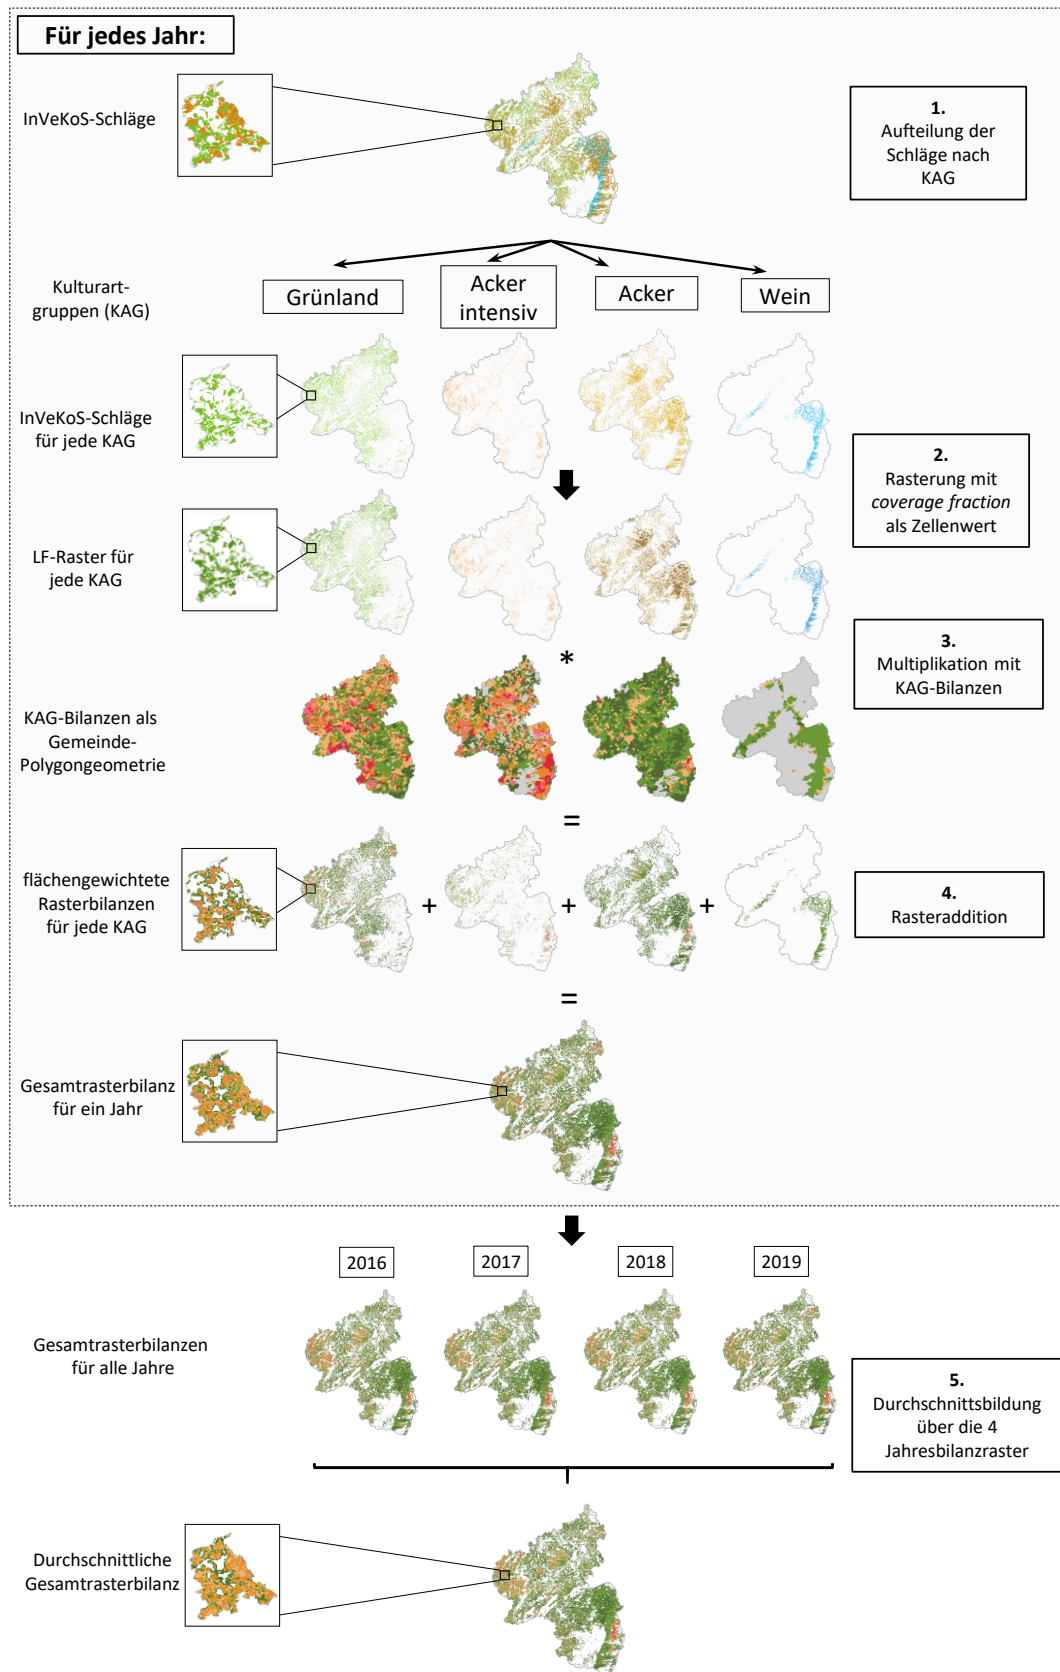 Für jedes Jahr:
InVeKoS-Schläge
1.
Aufteilung der
Schläge nach
KAG
Kulturart-
gruppen (KAG)
Grünland
Acker
intensiv
Acker
Wein
InVeKoS-Schläge
für jede KAG
2.
Rasterung mit
coverage fraction
als Zellenwert
LF-Raster für
jede KAG
3.
Multiplikation mit
KAG-Bilanzen
*
KAG-Bilanzen als
Gemeinde-
Polygongeometrie
=
flächengewichtete
Rasterbilanzen
für jede KAG
+
+
+
4.
Rasteraddition
=
Gesamtrasterbilanz
für ein Jahr
2016
2017
2018
2019
Gesamtrasterbilanzen
für alle Jahre
5.
Durchschnittsbildung
über die 4
Jahresbilanzraster
Durchschnittliche
Gesamtrasterbilanz